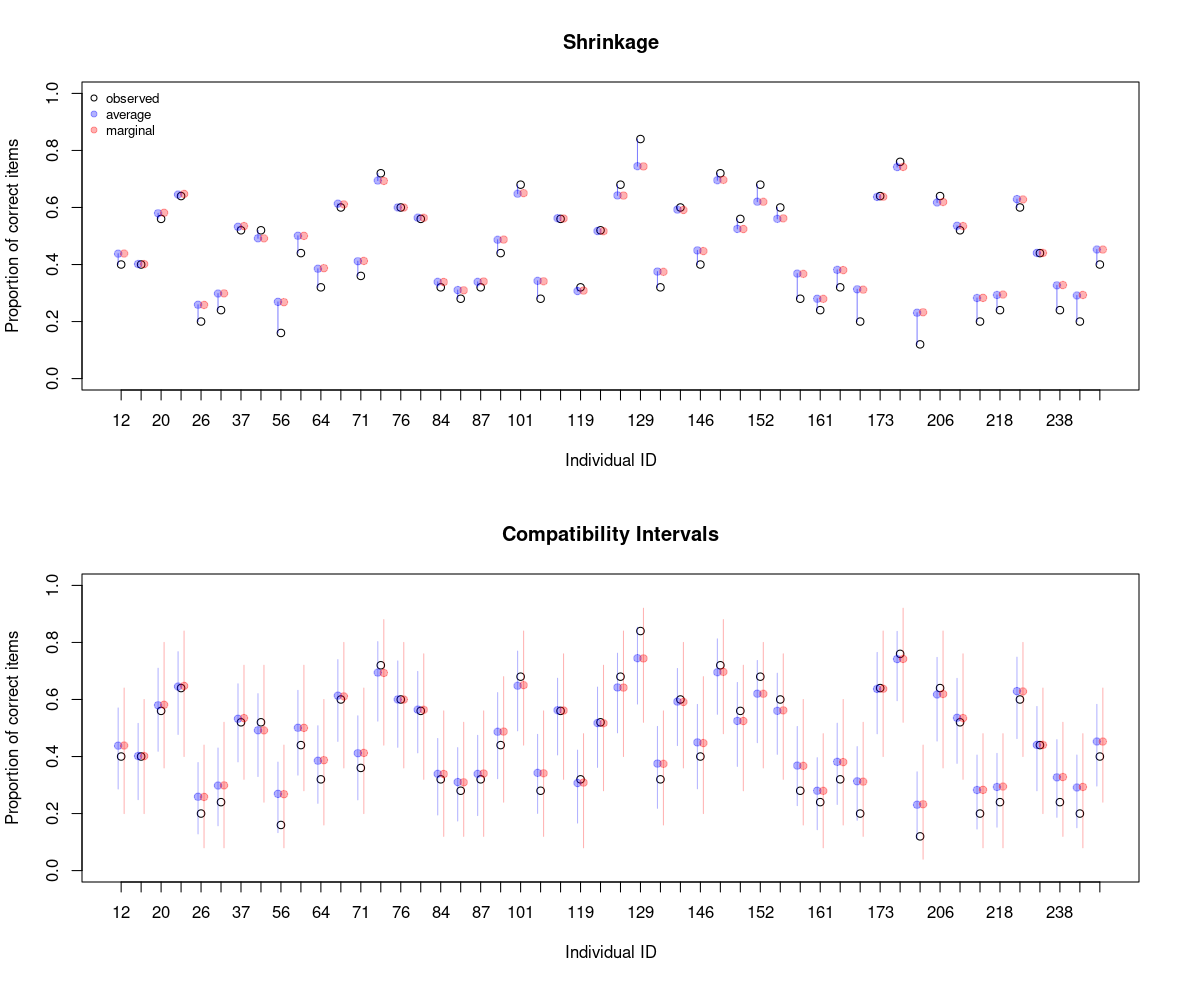 Shrinkage
Proportion of correct items
1.0
0.8
0.6
0.4
0.2
0.0
observed
average
marginal
12 20 26 37 56 64 71 76 84 87 101 119 129 146 152 161 173 206 218 238
Individual ID
Compatibility Intervals
Proportion of correct items
1.0
0.8
0.6
0.4
0.2
0.0
12 20 26 37 56 64 71 76 84 87 101 119 129 146 152 161 173 206 218 238
Individual ID